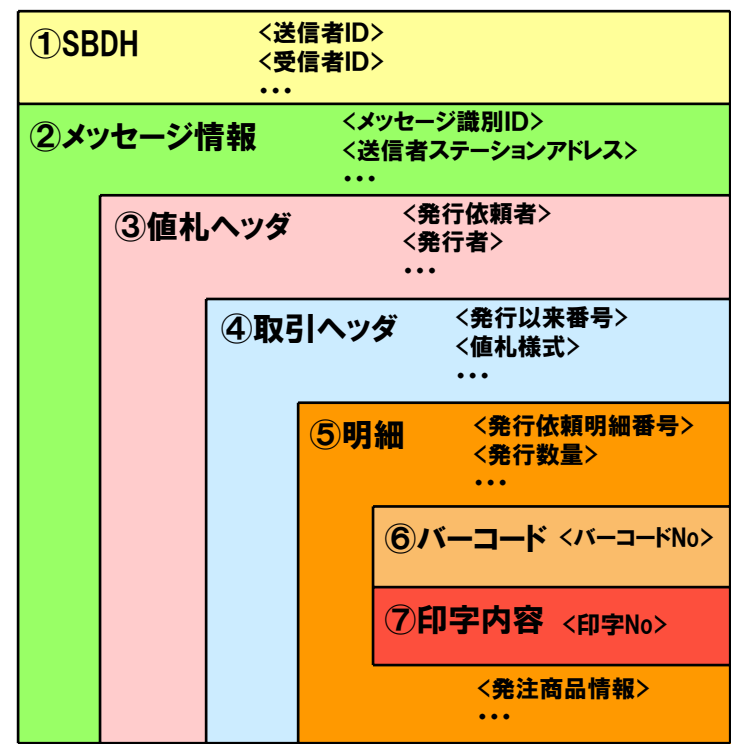 ①SBDH
<送信者ID>
<受信者ID>
・・・
②メッセージ情報
<メッセージ識別ID>
<送信者ステーションアドレス>
・・・
③値札ヘッダ
<発行依頼者>
<発行者>
・・・
④取引ヘッダ
<発行以来番号>
<値札様式>
・・・
⑤明細
<発行依頼明細番号>
<発行数量>
・・・
⑥バーコード <バーコードNo>
⑦印字内容 <印字No>
<発注商品情報>
・・・